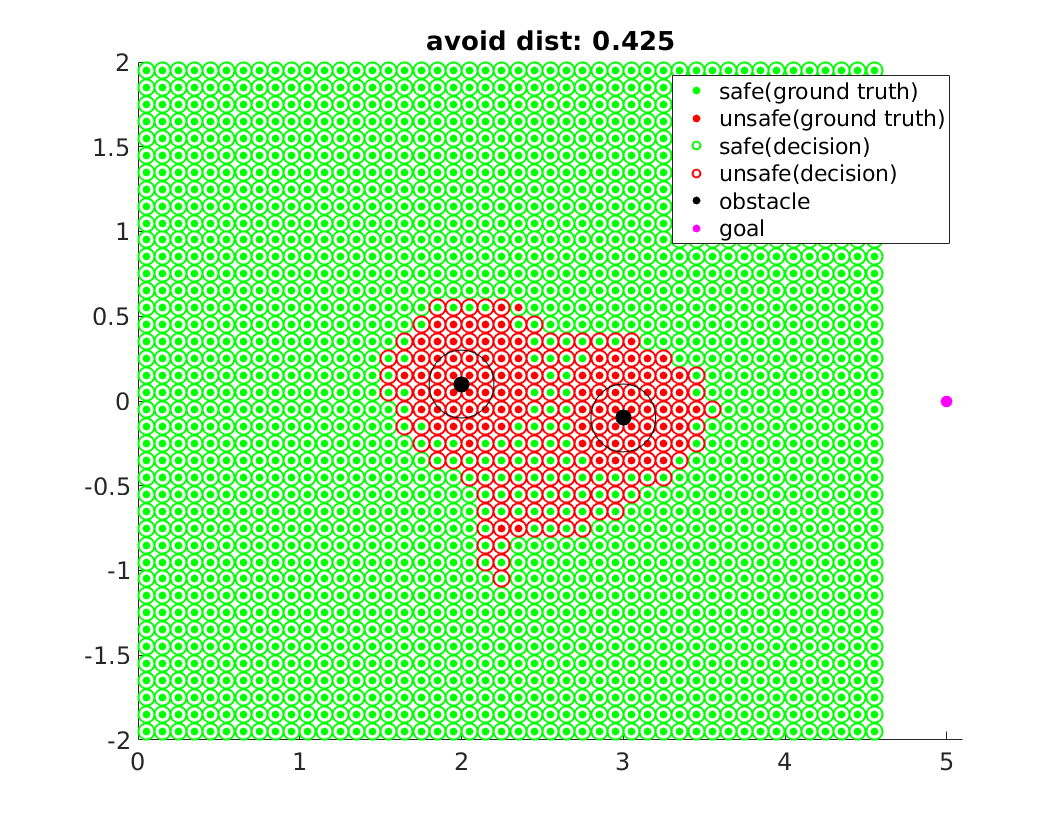 avoid dist: 0.425
2
1.5
1
0.5
0
-0.5
-1
-1.5
-2
0 1 2 3 4 5
safe(ground truth)
unsafe(ground truth)
safe(decision)
unsafe(decision)
obstacle
goal